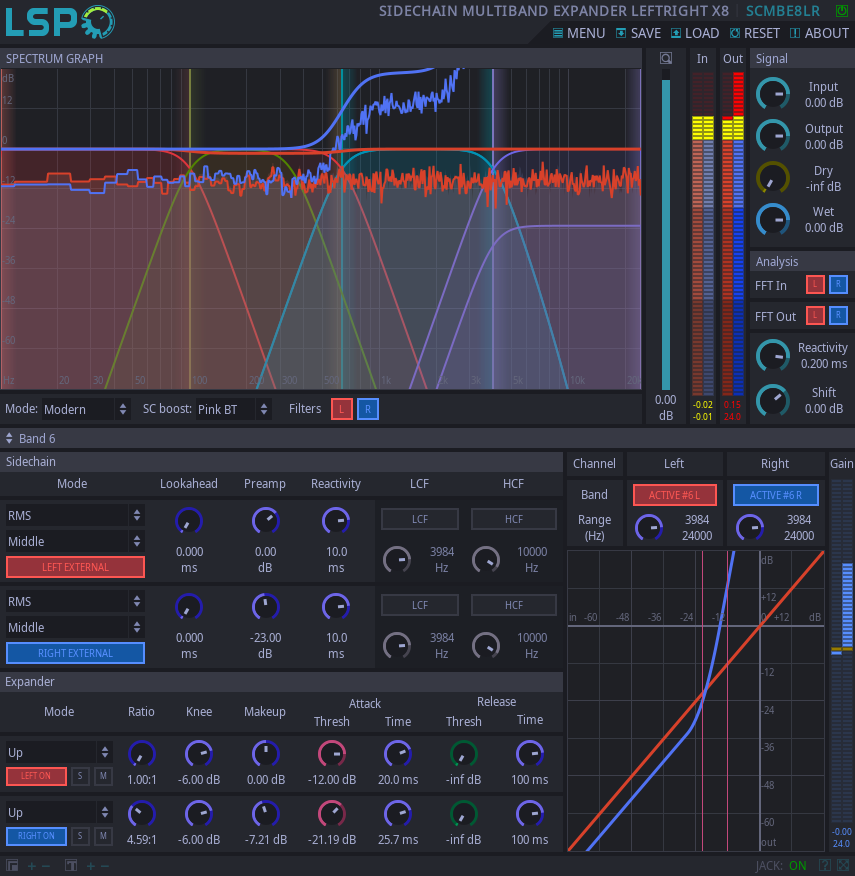 LSP
SIDECHAIN MULTIBAND EXPANDER LEFTRIGHT X8 SCMBE8LR
MENU SAVE LOAD RESET ABOUT
SPECTRUM GRAPH
dB
12
0
-12
-24
-36
-48
-60
Hz 20 30 50 100 200 300 500 1k 2k 3k 5k 10k 20
Mode: Modern SC boost: Pink BT Filters L R
0.00
dB
In Out
-0.02 0.15
-0.01 24.0
Signal
Input
0.00 dB
Output
0.00 dB
Dry
-inf dB
Wet
0.00 dB
Analysis
FFT In L R
FFT Out L R
Reactivity
0.200 ms
Shift
0.00 dB
Band 6
Sidechain
Mode Lookahead Preamp Reactivity LCF HCF
RMS
Middle
LEFT EXTERNAL
0.000 0.00 10.0
ms dB ms
LCF HCF
3984 10000
Hz Hz
RMS
Middle
RIGHT EXTERNAL
0.000 -23.00 10.0
ms dB ms
LCF HCF
3984 10000
Hz Hz
Expander
Mode Ratio Knee Makeup Attack Release
Thresh Time Thresh Time
Up
LEFT ON S M
1.00:1 -6.00 dB 0.00 dB -12.00 dB 20.0 ms -inf dB 100 ms
Up
RIGHT ON S M
4.59:1 -6.00 dB -7.21 dB -21.19 dB 25.7 ms -inf dB 100 ms
Channel Left Right Gain
Band ACTIVE #6 L ACTIVE #6 R
Range 3984 3984
(Hz) 24000 24000
dB
+12
in -60 -48 -36 -24 -12 0 +12 dB
-12
-24
-36
-48
-60
out
-0.00
24.0
JACK: ON